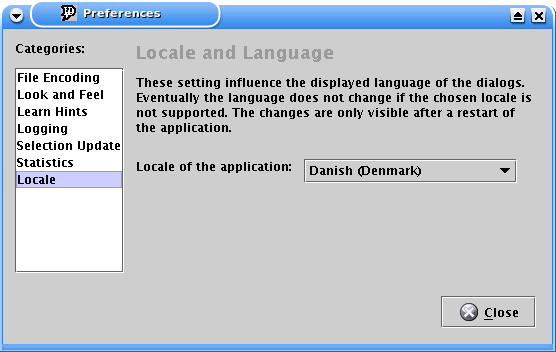 Preferences
Categories:
File Encoding
Look and Feel
Learn Hints
Logging
Selection Update
Statistics
Locale
Locale and Language
These setting influence the displayed language of the dialogs.
Eventually the language does not change if the chosen locale is
not supported. The changes are only visible after a restart of
the application.
Locale of the application:
Danish (Denmark)
Close